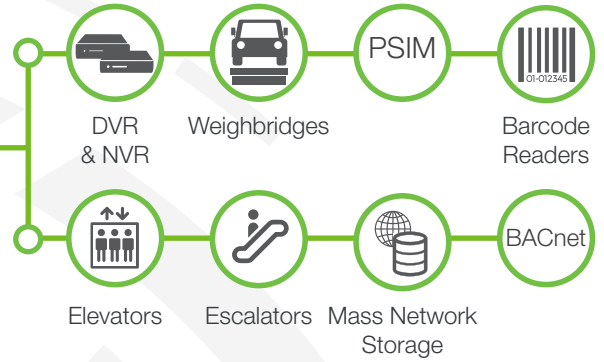 PSIM
01-012345
DVR
& NVR
Weighbridges
Barcode
Readers
BACnet
Elevators
Escalators
Mass Network
Storage